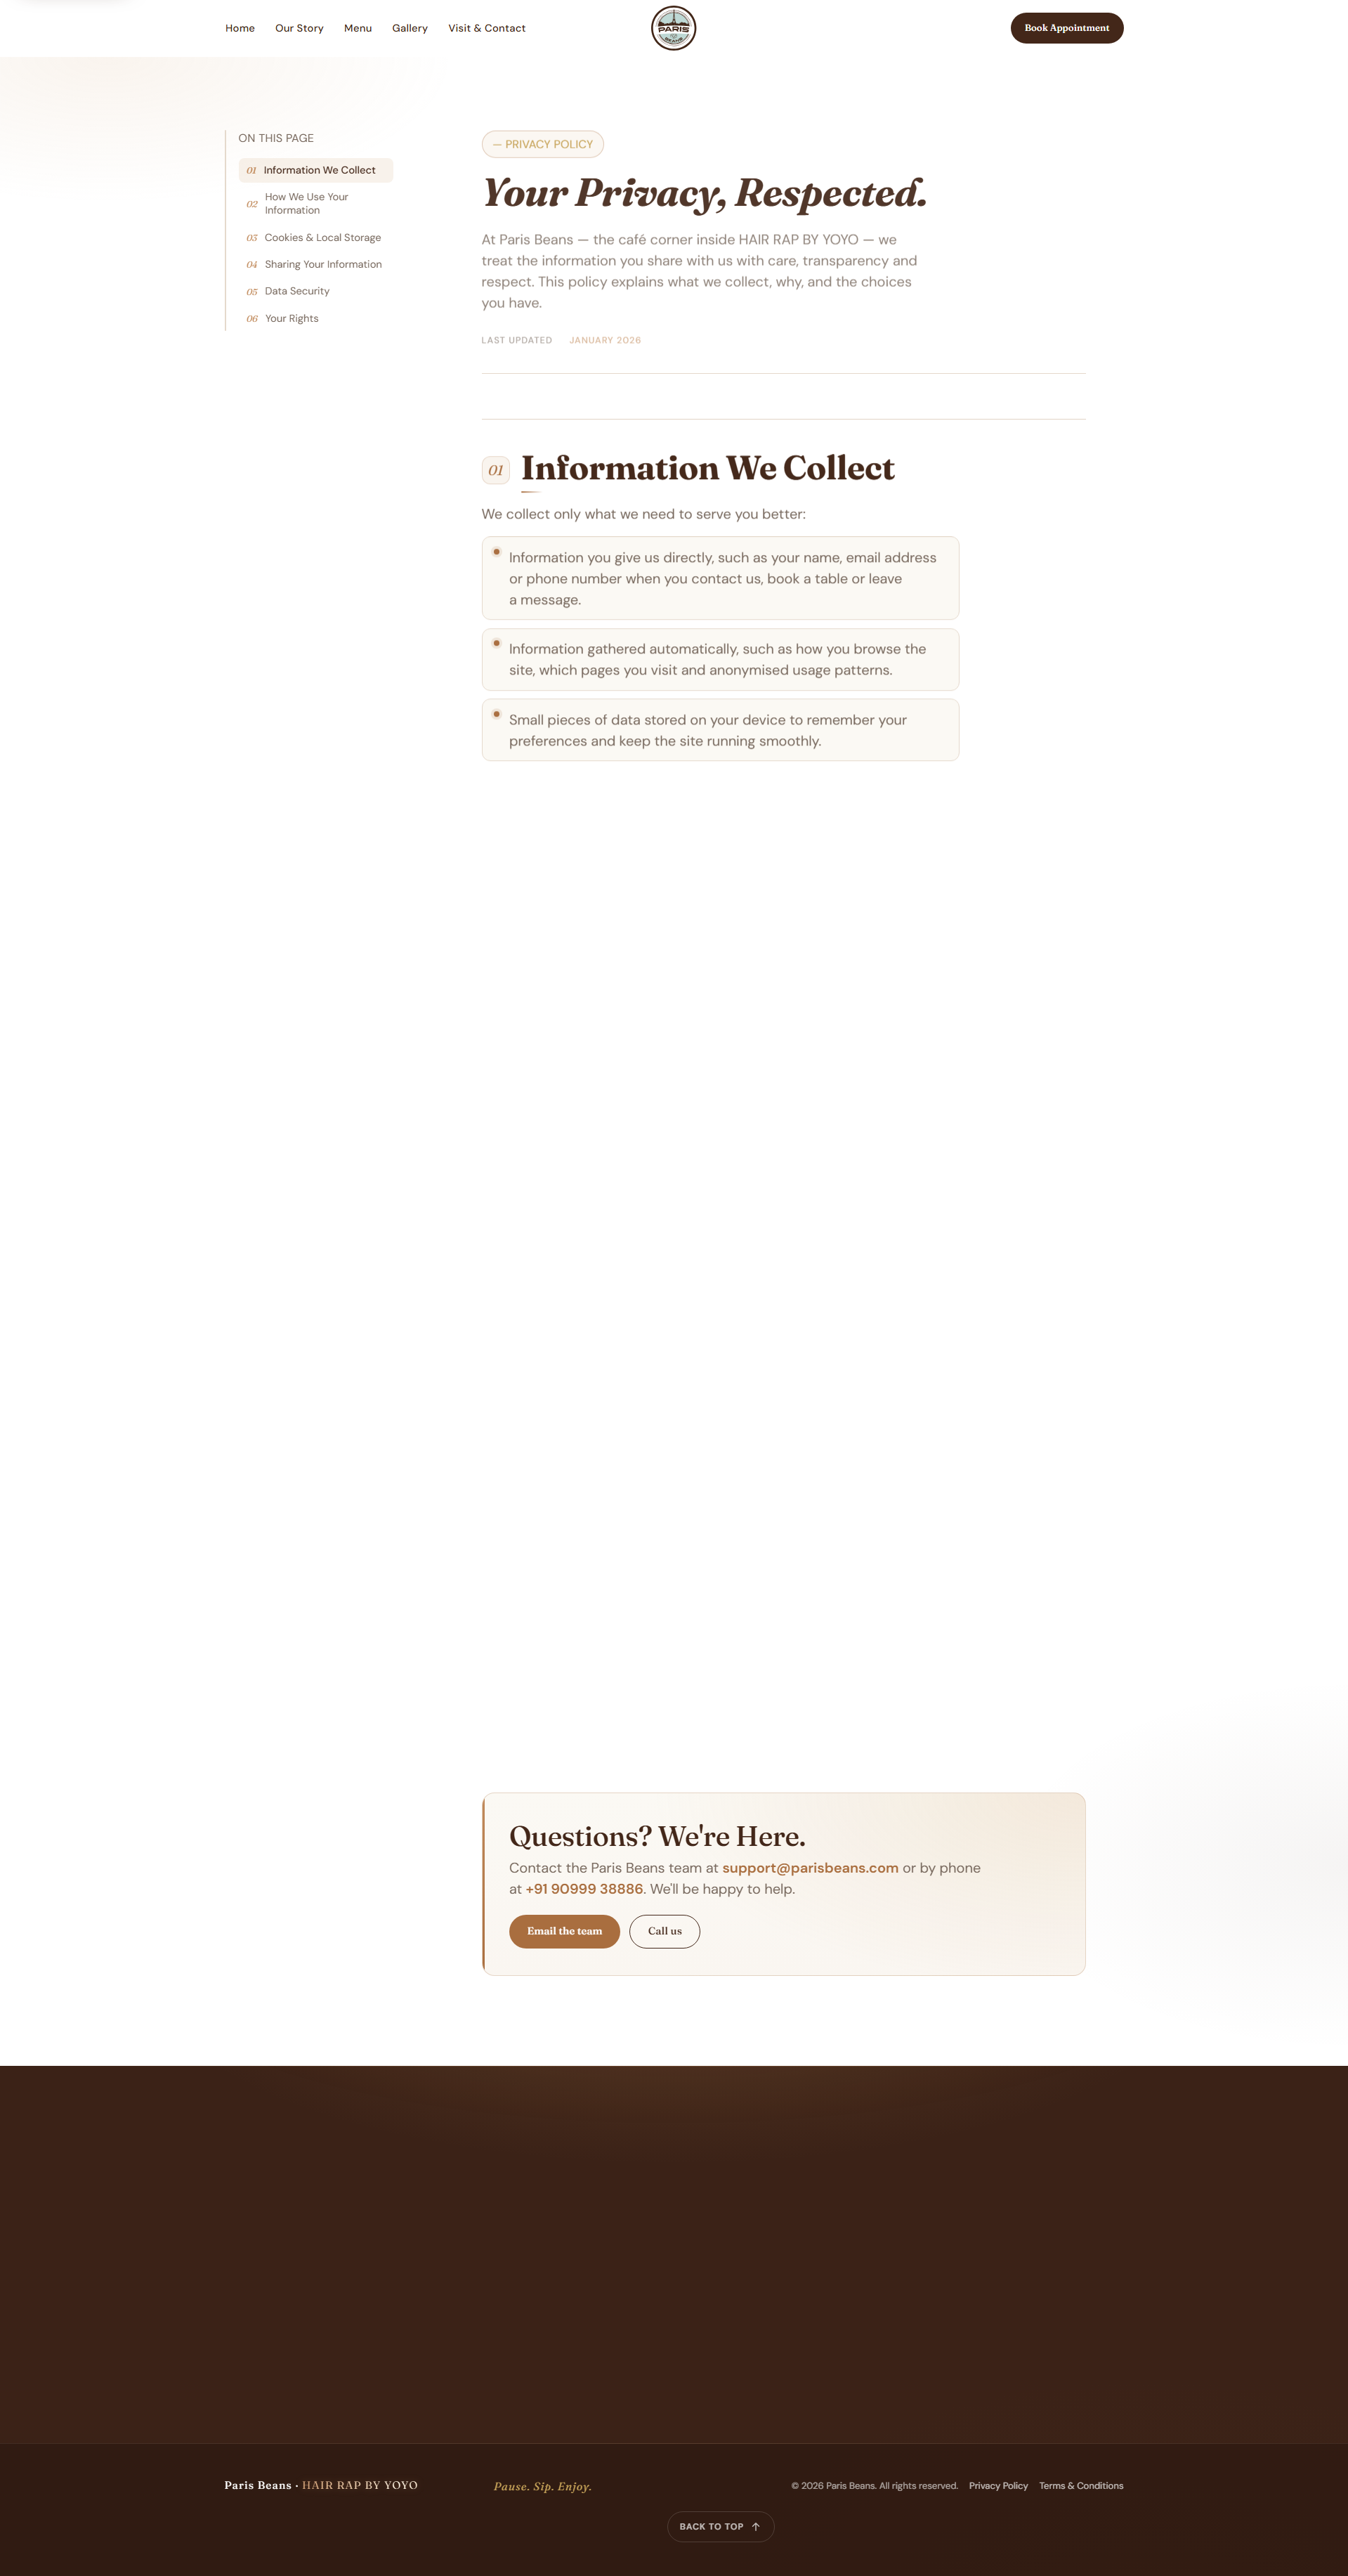 Home Our Story Menu Gallery Visit & Contact
PARIS
BEANS
Book Appointment
ON THIS PAGE
01 Information We Collect
02 How We Use Your
Information
03 Cookies & Local Storage
04 Sharing Your Information
05 Data Security
06 Your Rights
— PRIVACY POLICY
Your Privacy, Respected.
At Paris Beans — the café corner inside HAIR RAP BY YOYO — we
treat the information you share with us with care, transparency and
respect. This policy explains what we collect, why, and the choices
you have.
LAST UPDATED JANUARY 2026
01 Information We Collect
We collect only what we need to serve you better:
Information you give us directly, such as your name, email address
or phone number when you contact us, book a table or leave
a message.
Information gathered automatically, such as how you browse the
site, which pages you visit and anonymised usage patterns.
Small pieces of data stored on your device to remember your
preferences and keep the site running smoothly.
Questions? We're Here.
Contact the Paris Beans team at support@parisbeans.com or by phone
at +91 90999 38886. We'll be happy to help.
Email the team Call us
Paris Beans · HAIR RAP BY YOYO
Pause. Sip. Enjoy.
© 2026 Paris Beans. All rights reserved. Privacy Policy Terms & Conditions
BACK TO TOP ↑